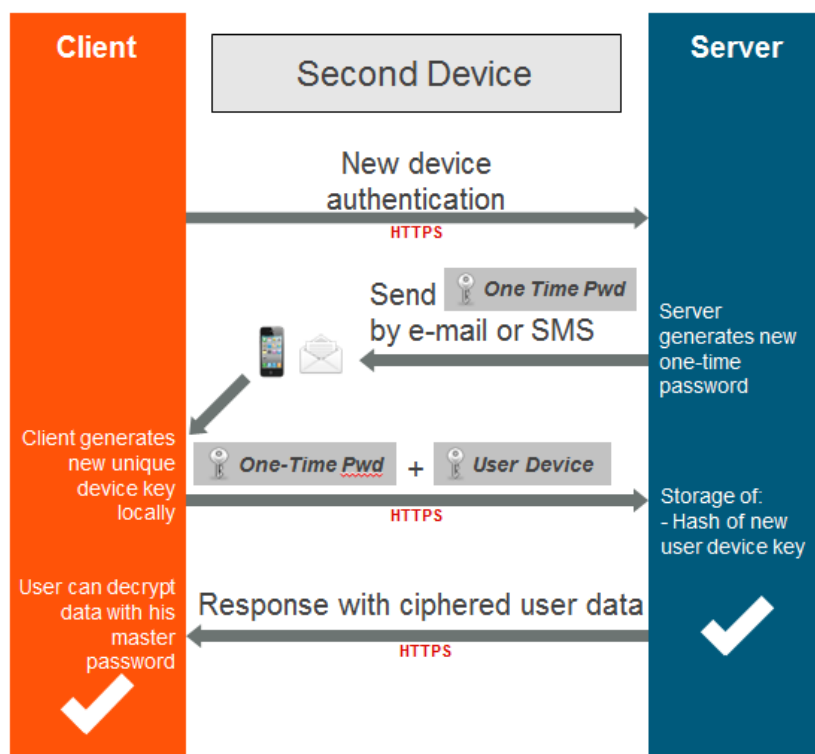 Client
Second Device
Server
New device
authentication
HTTPS
Send One Time Pwd
by e-mail or SMS
Server
generates new
one-time
password
Client generates
new unique
device key
locally
One-Time Pwd + User Device
HTTPS
Storage of:
- Hash of new
user device key
User can decrypt
data with his
master
password
Response with ciphered user data
HTTPS